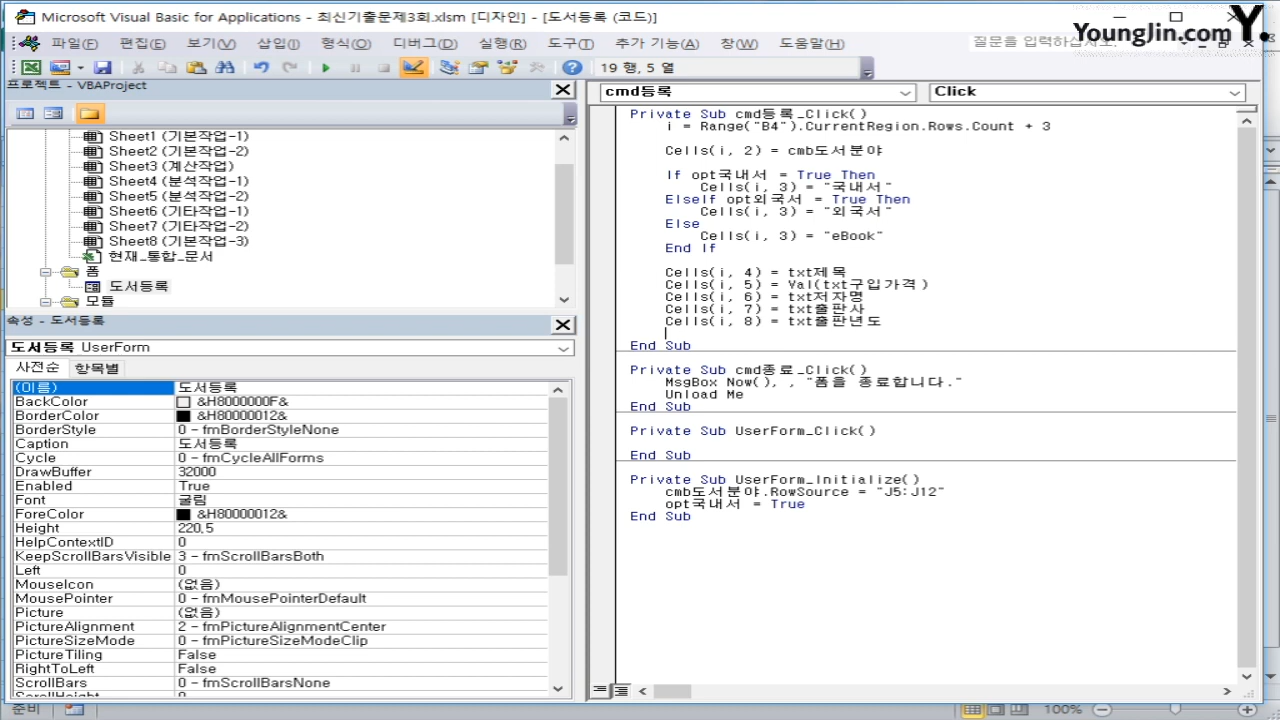 Microsoft Visual Basic for Applications - 최신기출문제3회.xlsm [디자인] - [도서등록 (코드)]
YoungJin.com Y.
파일(F) 편집(E) 보기(V) 삽입(I) 형식(O) 디버그(D) 실행(R) 도구(T) 추가 기능(A) 창(W) 도움말(H)
질문을 입력하십시오.
19 행, 5 열
프로젝트 - VBAProject
Sheet1 (기본작업-1)
Sheet2 (기본작업-2)
Sheet3 (계산작업)
Sheet4 (분석작업-1)
Sheet5 (분석작업-2)
Sheet6 (기타작업-1)
Sheet7 (기타작업-2)
Sheet8 (기본작업-3)
현재_통합_문서
폼
도서등록
모듈
속성 - 도서등록
도서등록 UserForm
사전순 항목별
(이름) 도서등록
BackColor &H8000000F&
BorderColor &H80000012&
BorderStyle 0 - fmBorderStyleNone
Caption 도서등록
Cycle 0 - fmCycleAllForms
DrawBuffer 32000
Enabled True
Font 굴림
ForeColor &H80000012&
Height 220,5
HelpContextID 0
KeepScrollBarsVisible 3 - fmScrollBarsBoth
Left 0
MouseIcon (없음)
MousePointer 0 - fmMousePointerDefault
Picture (없음)
PictureAlignment 2 - fmPictureAlignmentCenter
PictureSizeMode 0 - fmPictureSizeModeClip
PictureTiling False
RightToLeft False
ScrollBars 0 - fmScrollBarsNone
ScrollHeight 0
cmd등록 Click
Private Sub cmd등록_Click()
i = Range("B4").CurrentRegion.Rows.Count + 3
Cells(i, 2) = cmb도서분야
If opt국내서 = True Then
Cells(i, 3) = "국내서"
ElseIf opt외국서 = True Then
Cells(i, 3) = "외국서"
Else
Cells(i, 3) = "eBook"
End If
Cells(i, 4) = txt제목
Cells(i, 5) = Val(txt구입가격)
Cells(i, 6) = txt저자명
Cells(i, 7) = txt출판사
Cells(i, 8) = txt출판년도
End Sub
Private Sub cmd종료_Click()
MsgBox Now(), , "폼을 종료합니다."
Unload Me
End Sub
Private Sub UserForm_Click()
End Sub
Private Sub UserForm_Initialize()
cmb도서분야.RowSource = "J5:J12"
opt국내서 = True
End Sub
준비
100%